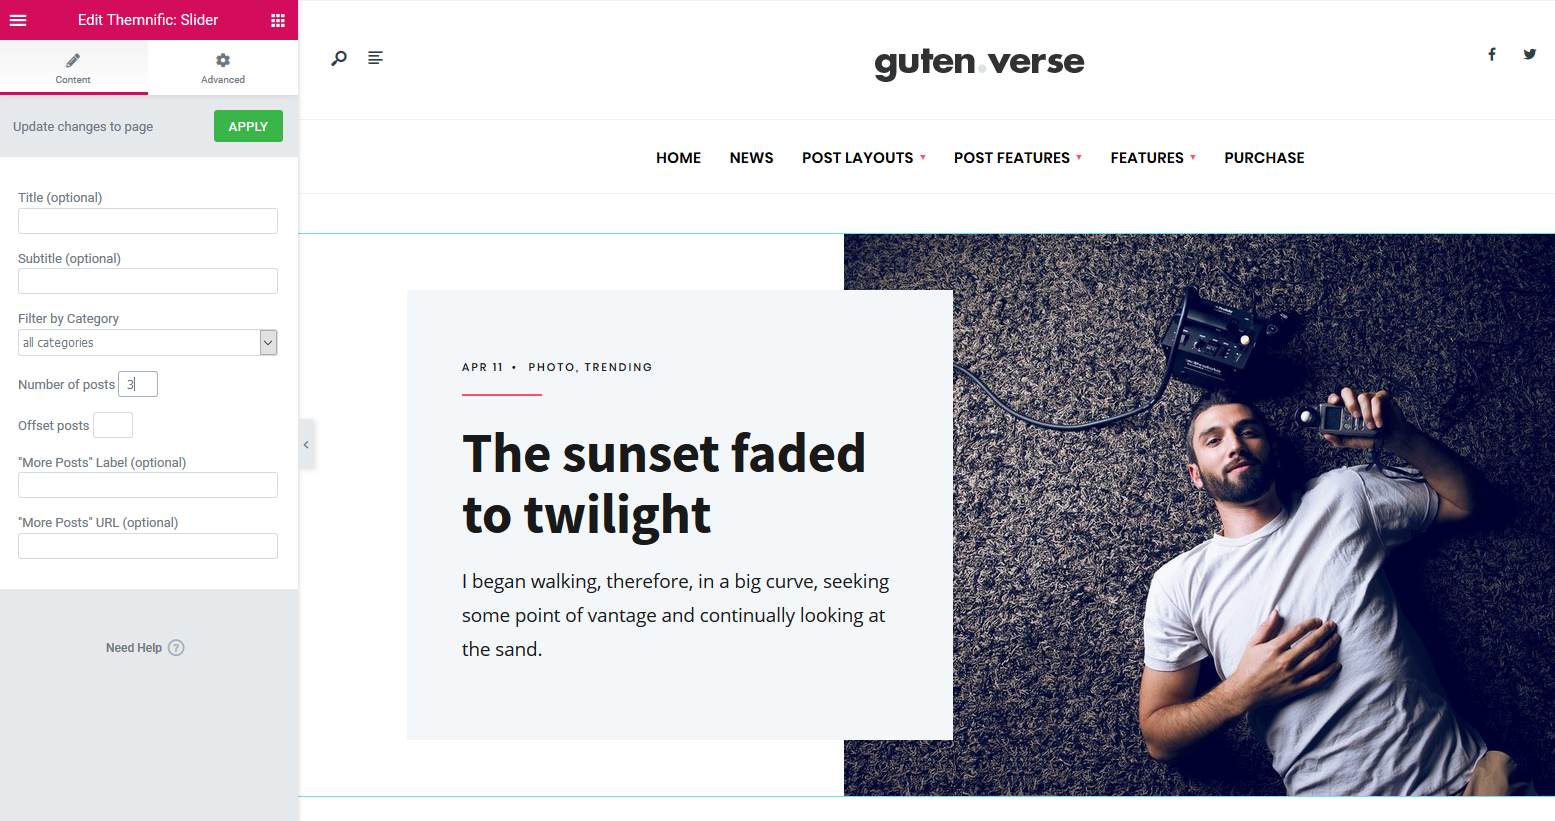 Edit Themnific: Slider
Content
Advanced
Update changes to page
APPLY
Title (optional)
Subtitle (optional)
Filter by Category
all categories
Number of posts 3
Offset posts
"More Posts" Label (optional)
"More Posts" URL (optional)
Need Help ?
guten.verse
HOME NEWS POST LAYOUTS POST FEATURES FEATURES PURCHASE
APR 11 • PHOTO, TRENDING
The sunset faded
to twilight
I began walking, therefore, in a big curve, seeking
some point of vantage and continually looking at
the sand.